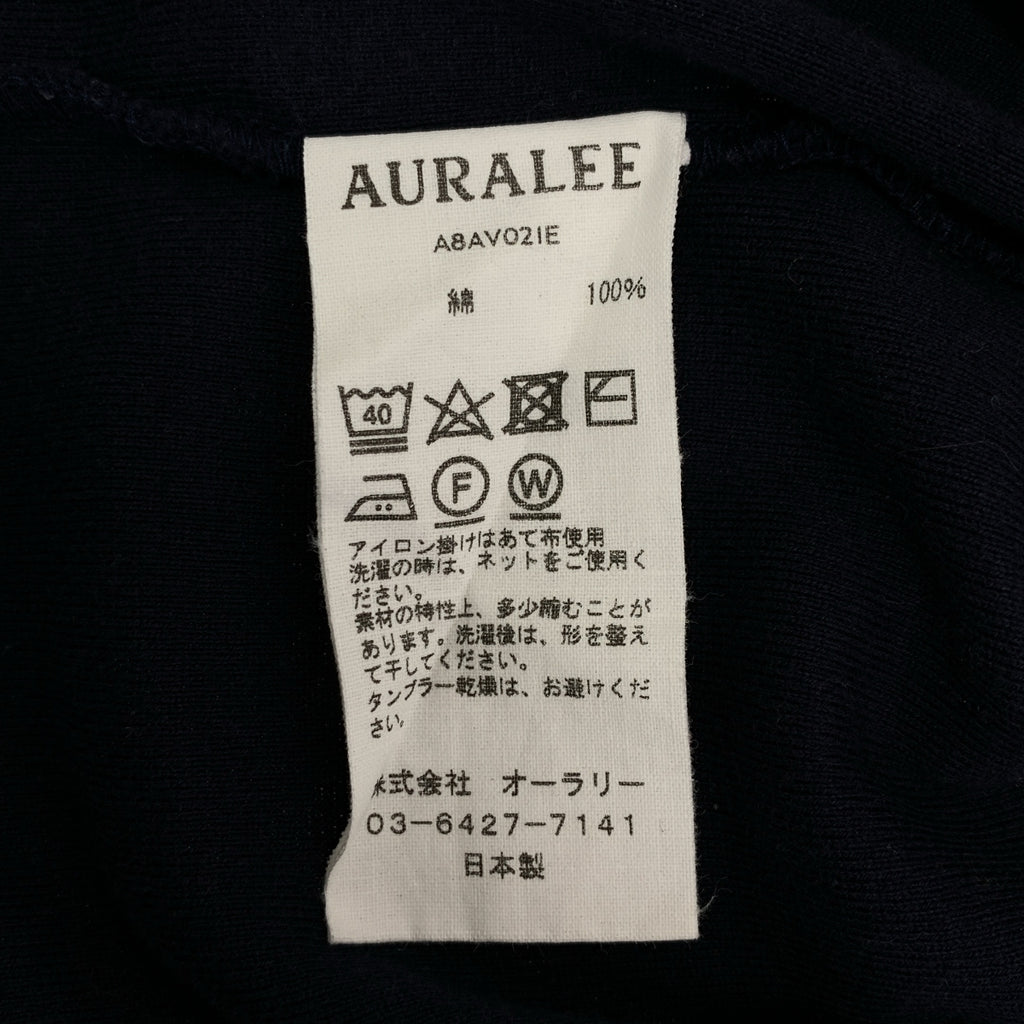 AURALEE
A8AV021E
綿 100%
40
F W
アイロン掛けはあて布使用
洗濯の時は、ネットをご使用く
ださい。
素材の特性上、多少縮むことが
あります。洗濯後は、形を整え
て干してください。
タンブラー乾燥は、お避けくだ
さい。
株式会社 オーラリー
03-6427-7141
日本製